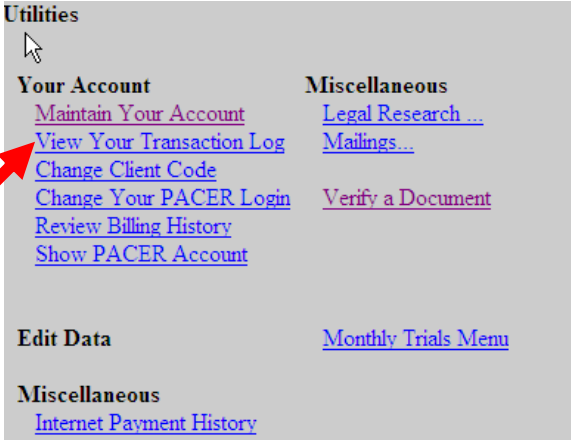 Utilities
Your Account
Maintain Your Account
View Your Transaction Log
Change Client Code
Change Your PACER Login
Review Billing History
Show PACER Account
Miscellaneous
Legal Research ...
Mailings...
Verify a Document
Edit Data
Monthly Trials Menu
Miscellaneous
Internet Payment History